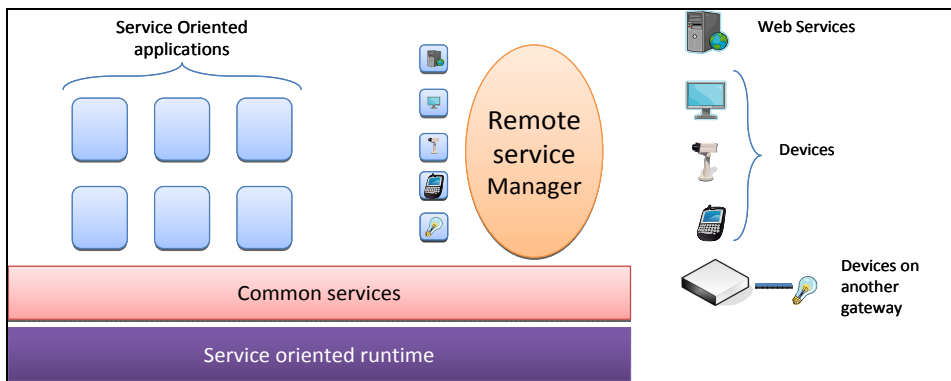 Service Oriented
applications
Remote
service
Manager
Web Services
Devices
Devices on
another
gateway
Common services
Service oriented runtime